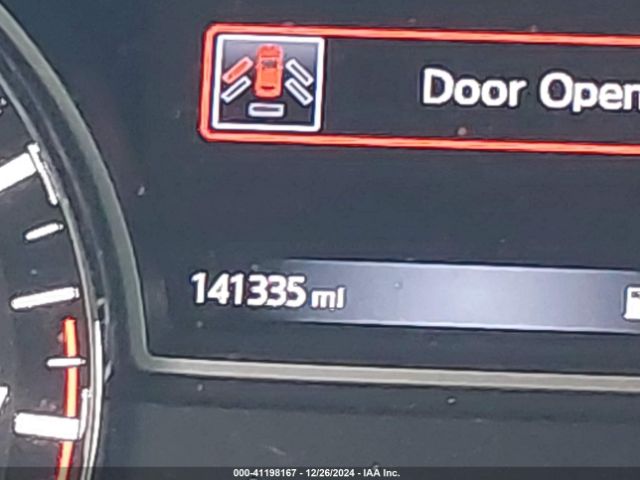 Door Open
141335 mi
000-41198167 • 12/26/2024 • IAA Inc.